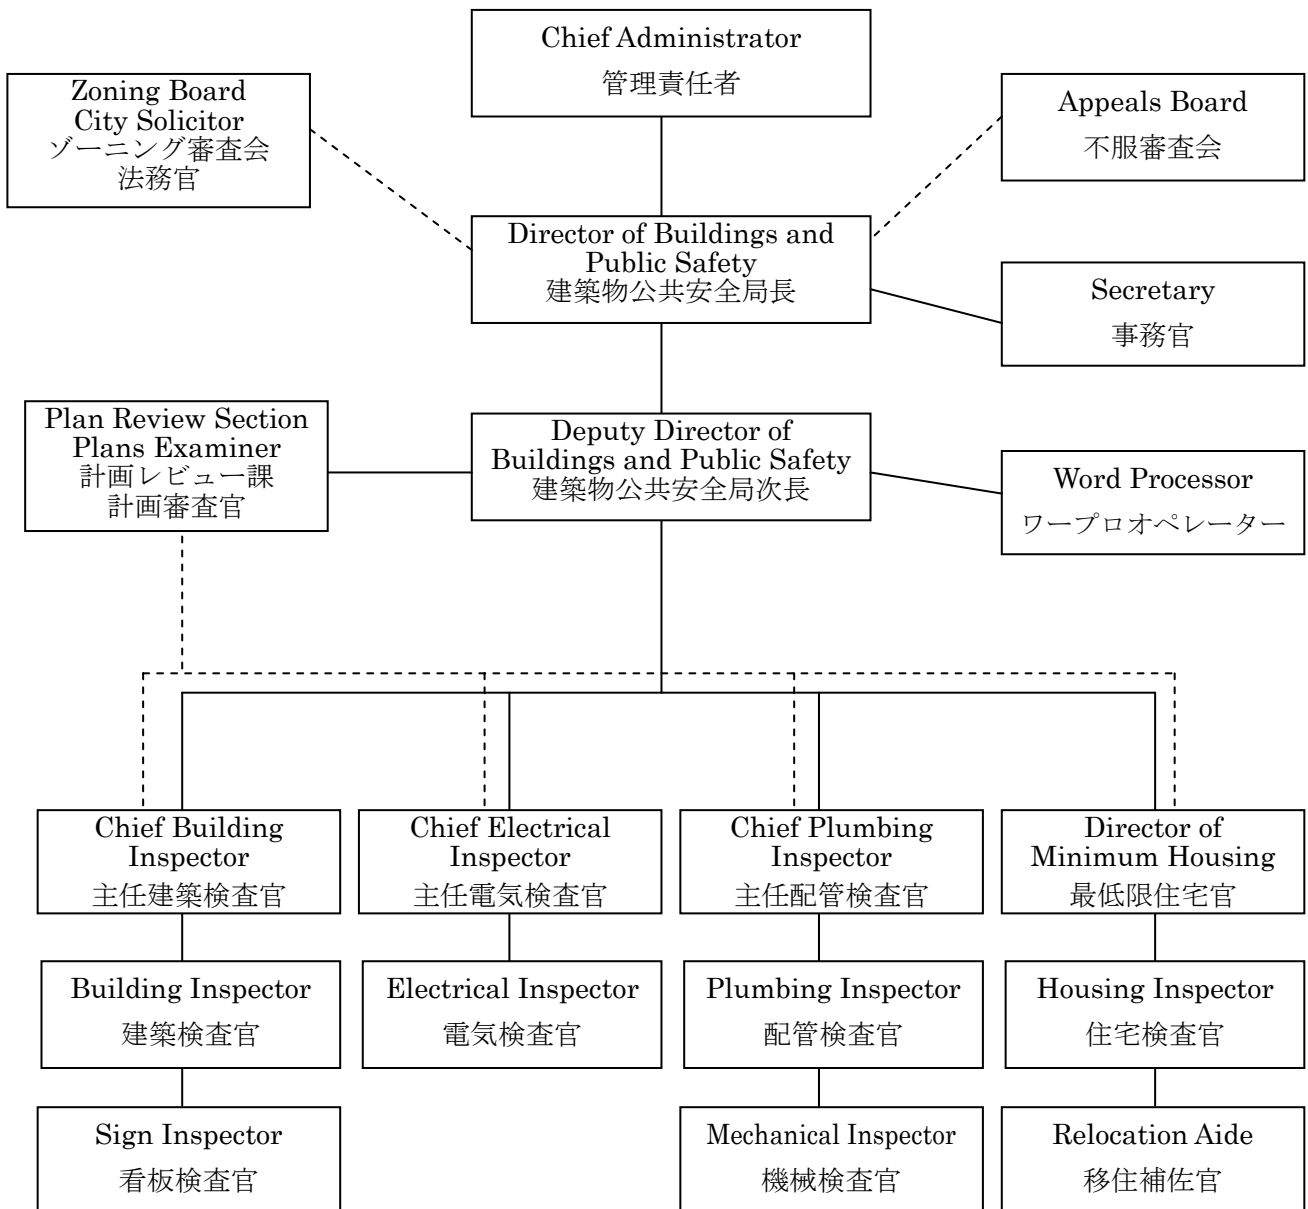 Chief Administrator
管理責任者
Zoning Board
City Solicitor
ゾーニング審査会
法務官
Appeals Board
不服審査会
Director of Buildings and
Public Safety
建築物公共安全局長
Secretary
事務官
Plan Review Section
Plans Examiner
計画レビュー課
計画審査官
Deputy Director of
Buildings and Public Safety
建築物公共安全局次長
Word Processor
ワープロオペレーター
Chief Building
Inspector
主任建築検査官
Chief Electrical
Inspector
主任電気検査官
Chief Plumbing
Inspector
主任配管検査官
Director of
Minimum Housing
最低限住宅官
Building Inspector
建築検査官
Electrical Inspector
電気検査官
Plumbing Inspector
配管検査官
Housing Inspector
住宅検査官
Sign Inspector
看板検査官
Mechanical Inspector
機械検査官
Relocation Aide
移住補佐官